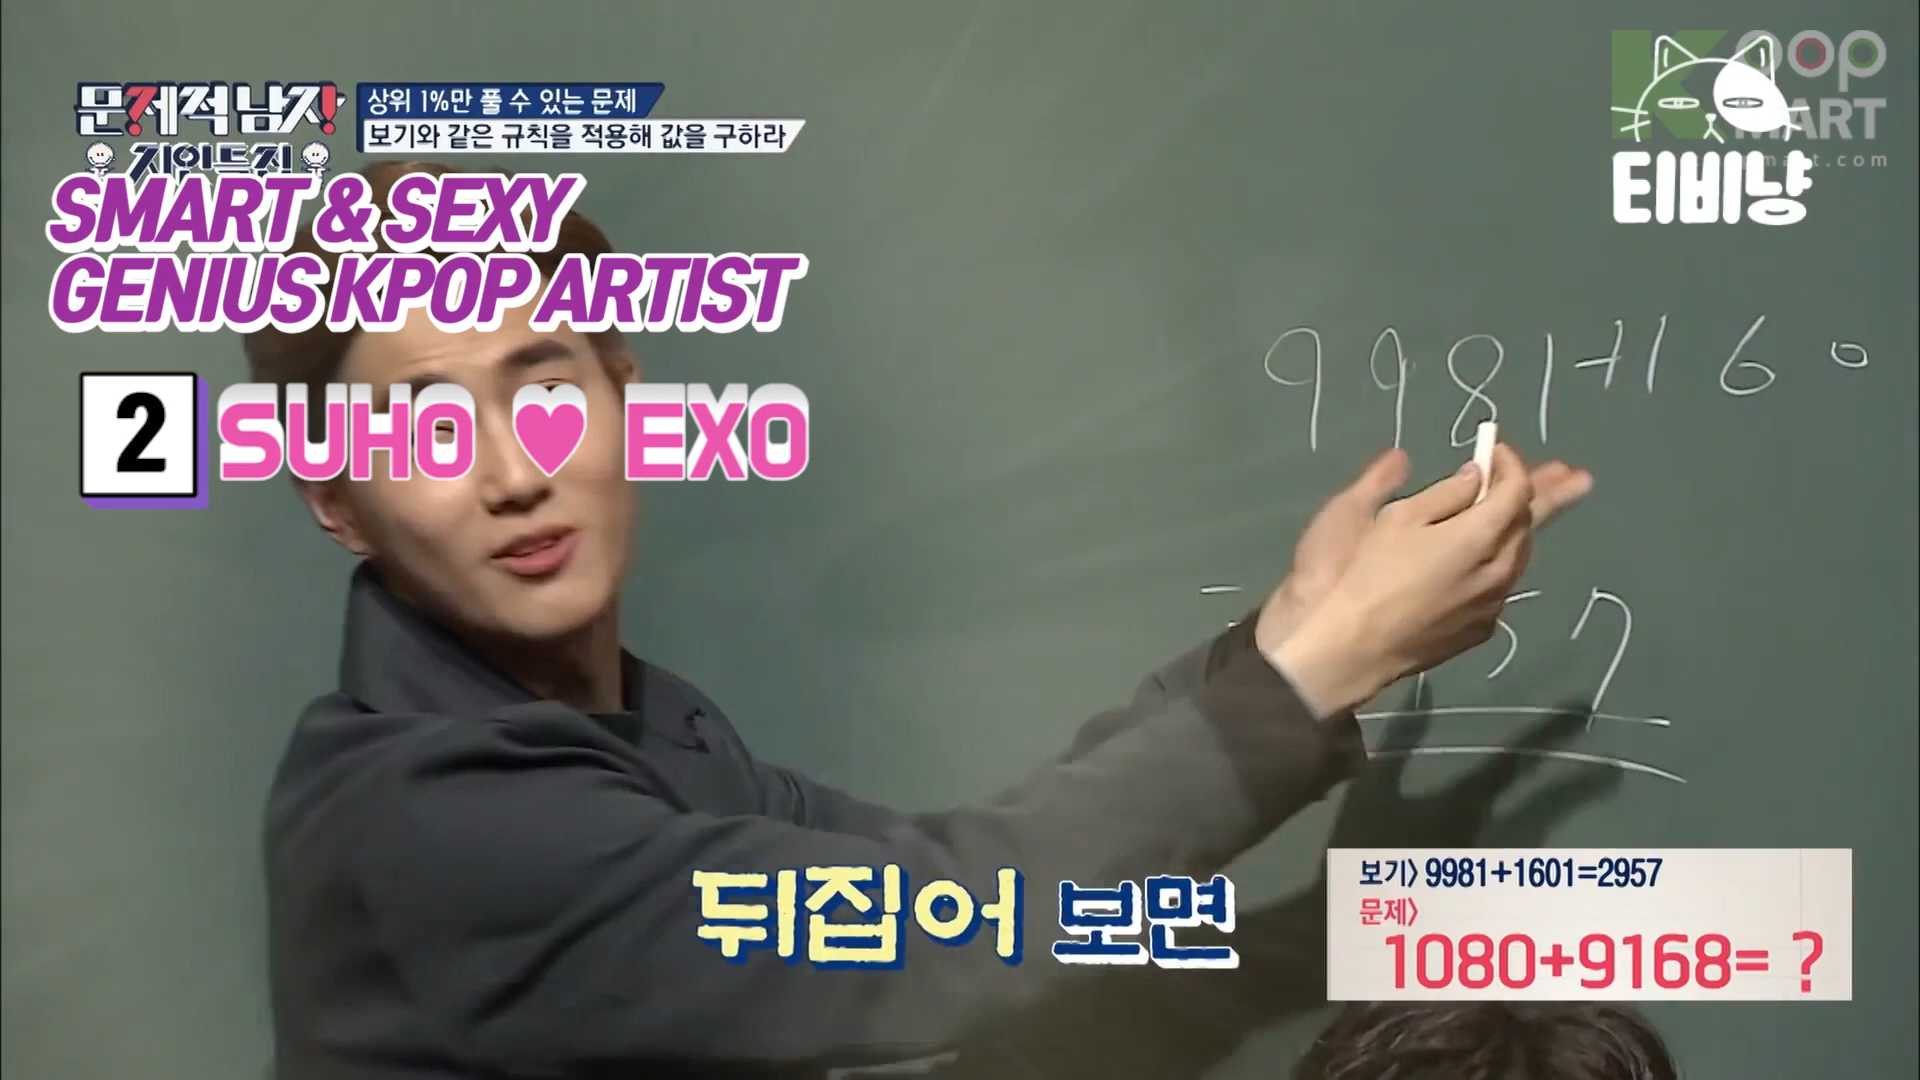 문제적남자
상위 1%만 풀 수 있는 문제
보기와 같은 규칙을 적용해 값을 구하라
SMART & SEXY
GENIUS KPOP ARTIST
2 SUHO ♥ EXO
MART
티비냥
9981+160
57
뒤집어 보면
보기> 9981+1601=2957
문제>
1080+9168= ?